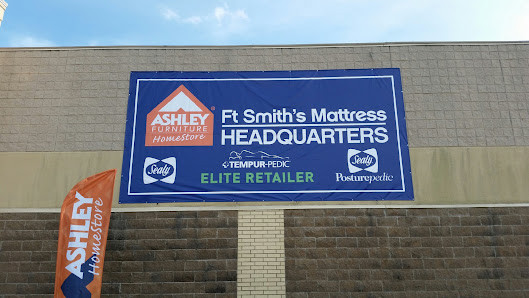 ASHLEY
FURNITURE
HomeStore
®
Ft Smith's Mattress
HEADQUARTERS
Sealy
TEMPUR-PEDIC
ELITE RETAILER
Sealy
Posturepedic
ASHLEY
HomeStore